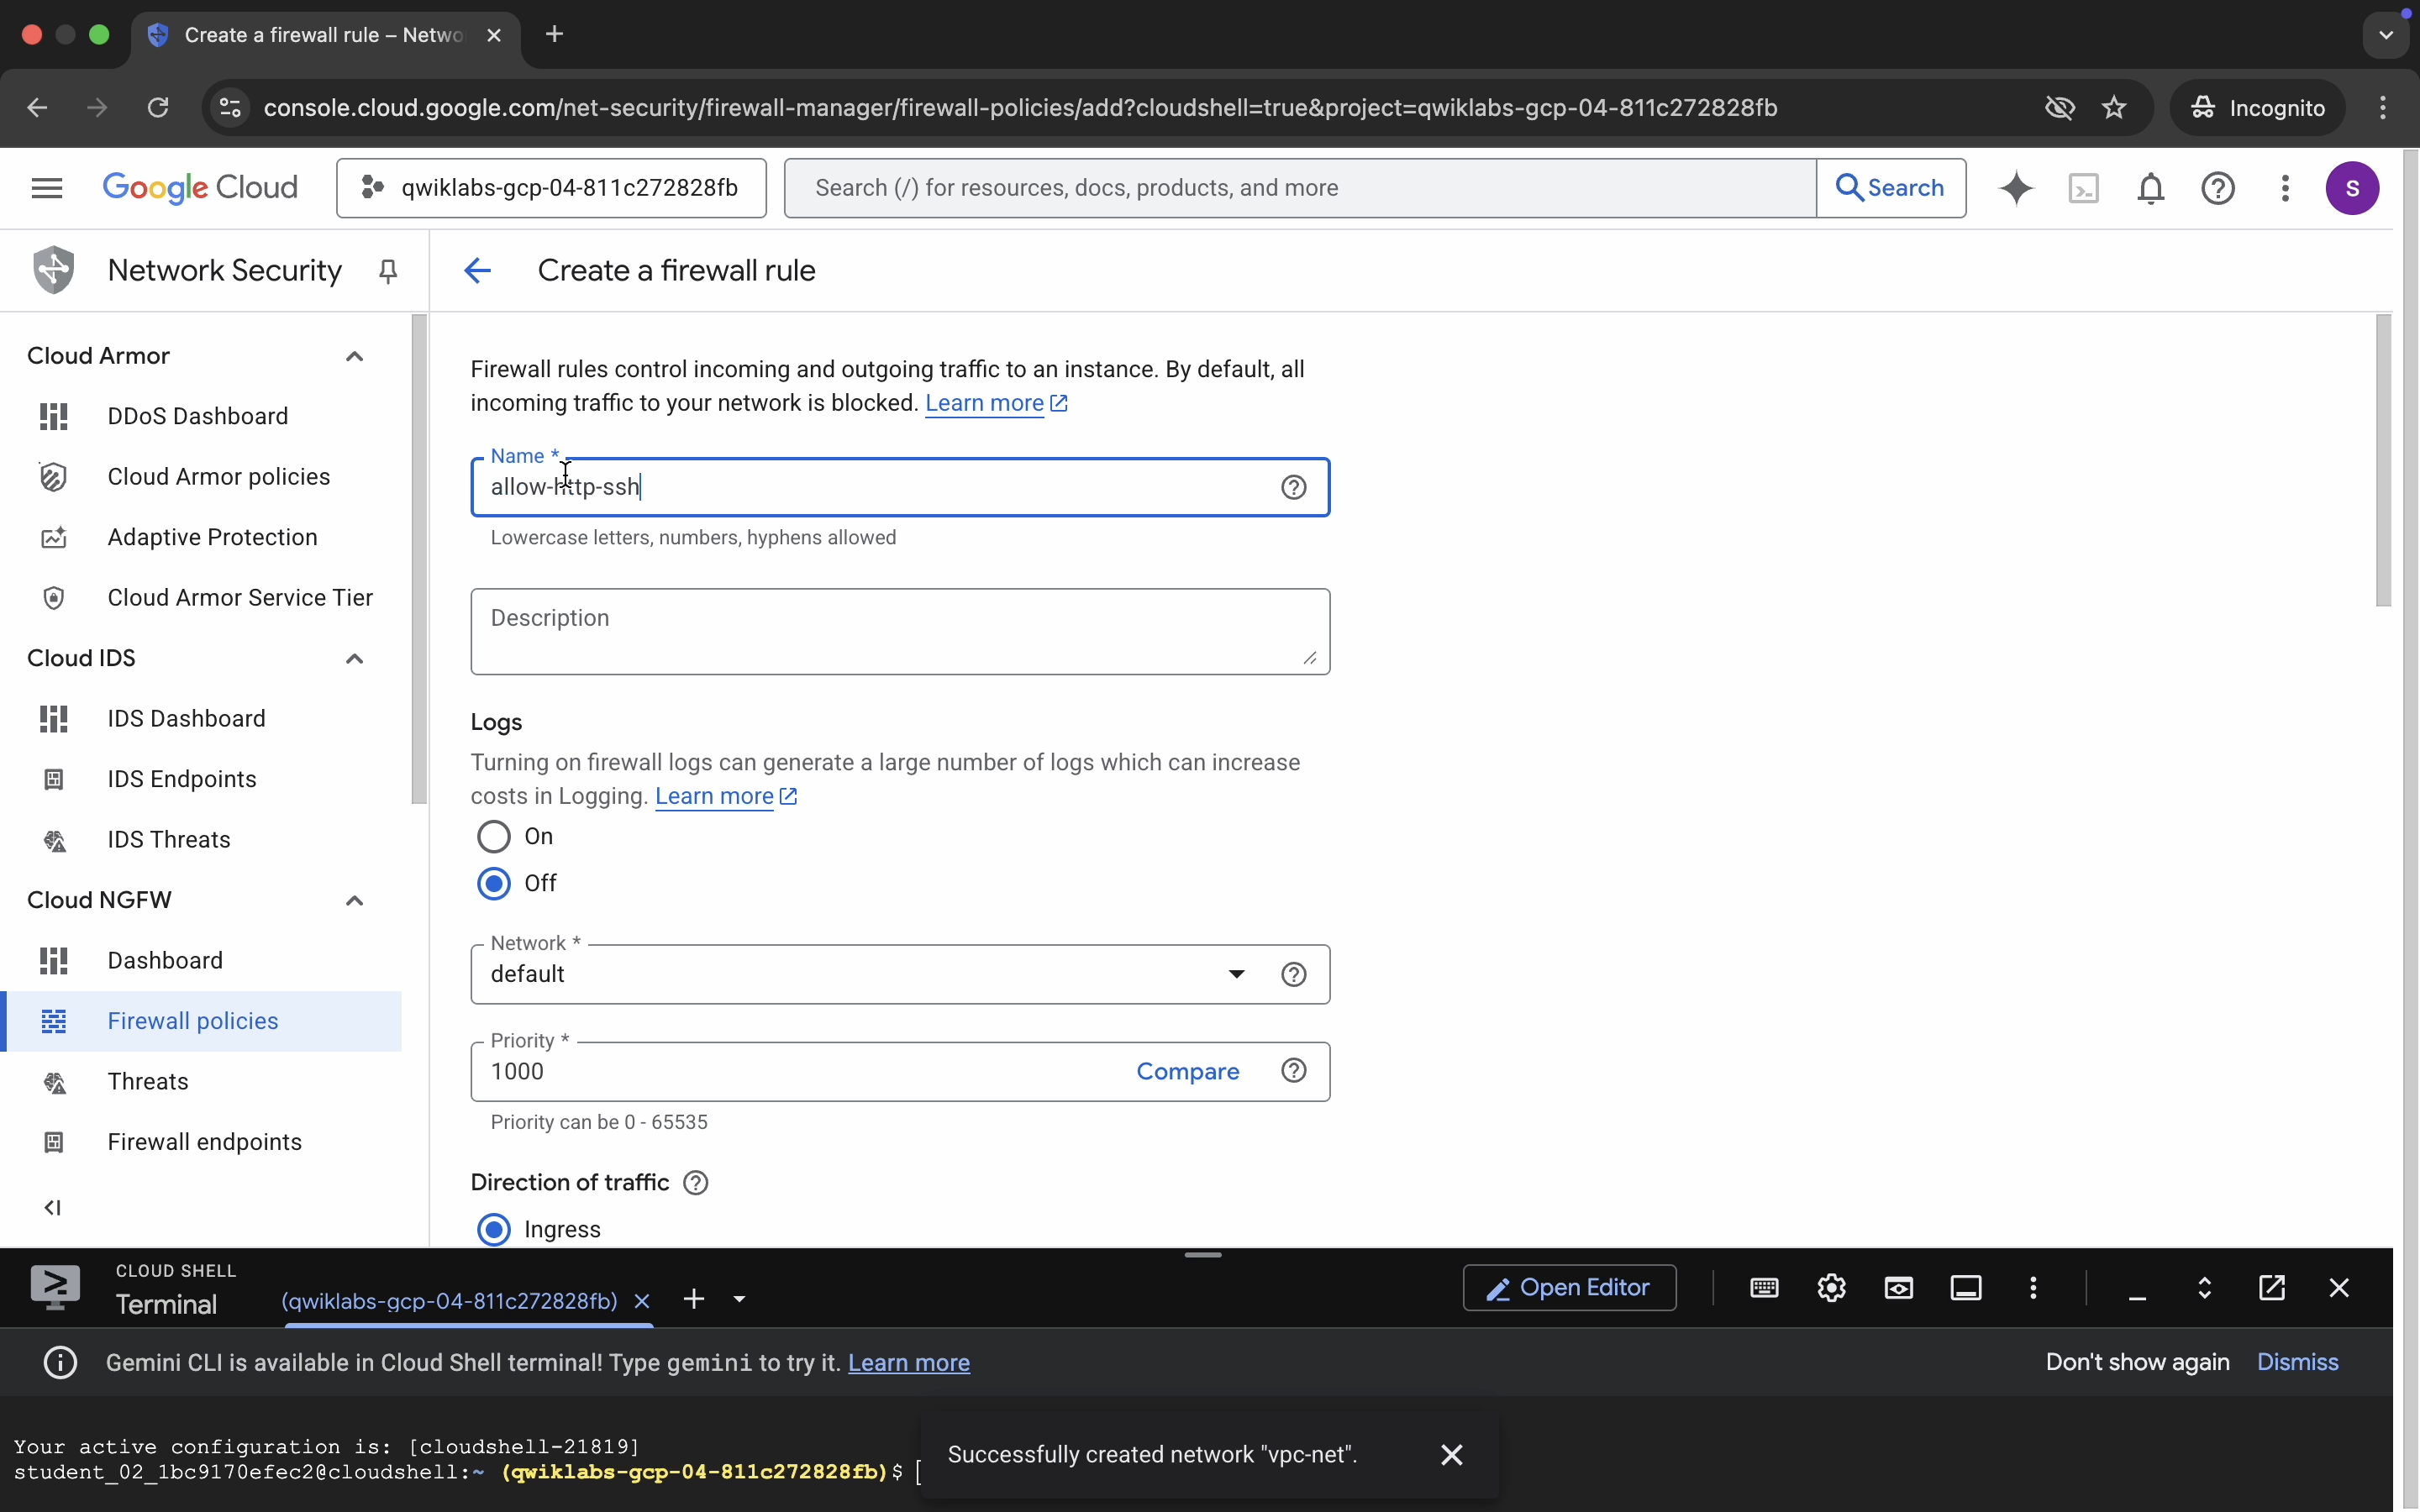 Create a firewall rule – Netwo
console.cloud.google.com/net-security/firewall-manager/firewall-policies/add?cloudshell=true&project=qwiklabs-gcp-04-811c272828fb
Incognito
Google Cloud
qwiklabs-gcp-04-811c272828fb
Search (/) for resources, docs, products, and more
Search
S
Network Security
Create a firewall rule
Cloud Armor
DDoS Dashboard
Cloud Armor policies
Adaptive Protection
Cloud Armor Service Tier
Cloud IDS
IDS Dashboard
IDS Endpoints
IDS Threats
Cloud NGFW
Dashboard
Firewall policies
Threats
Firewall endpoints
Firewall rules control incoming and outgoing traffic to an instance. By default, all
incoming traffic to your network is blocked. Learn more
Name *
allow-http-ssh
Lowercase letters, numbers, hyphens allowed
Description
Logs
Turning on firewall logs can generate a large number of logs which can increase
costs in Logging. Learn more
On
Off
Network *
default
Priority *
1000
Compare
Priority can be 0 - 65535
Direction of traffic
Ingress
CLOUD SHELL
Terminal
(qwiklabs-gcp-04-811c272828fb)
Open Editor
Gemini CLI is available in Cloud Shell terminal! Type gemini to try it. Learn more
Don't show again
Dismiss
Your active configuration is: [cloudshell-21819]
student_02_1bc9170efec2@cloudshell:~ (qwiklabs-gcp-04-811c272828fb)$
Successfully created network "vpc-net".